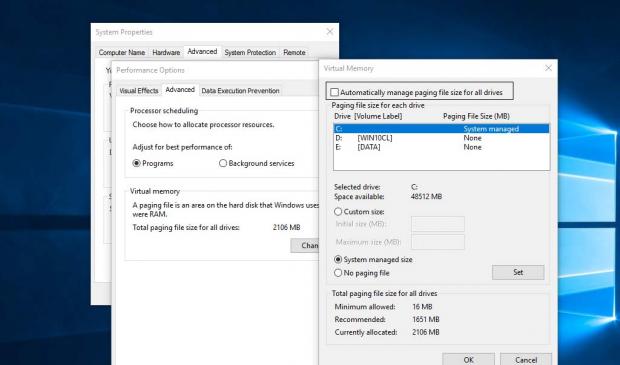 System Properties
Computer Name Hardware Advanced System Protection Remote
Performance Options
Visual Effects Advanced Data Execution Prevention
Processor scheduling
Choose how to allocate processor resources.
Adjust for best performance of:
Programs Background services
Virtual memory
A paging file is an area on the hard disk that Windows uses
were RAM.
Total paging file size for all drives: 2106 MB
Chan
Virtual Memory
Automatically manage paging file size for all drives
Paging file size for each drive
Drive [Volume Label] Paging File Size (MB)
C: System managed
D: [WIN10CL] None
E: [DATA] None
Selected drive: C:
Space available: 48512 MB
Custom size:
Initial size (MB):
Maximum size (MB):
System managed size
No paging file Set
Total paging file size for all drives
Minimum allowed: 16 MB
Recommended: 1651 MB
Currently allocated: 2106 MB
OK Cancel